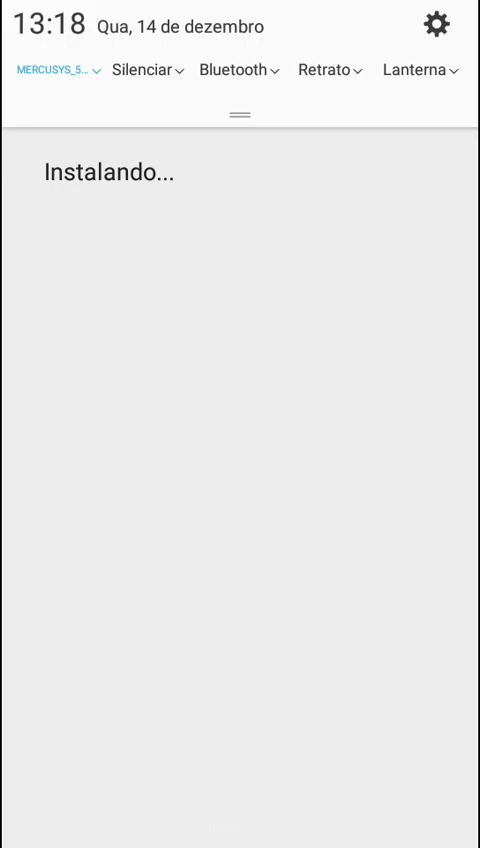 13:18 Qua, 14 de dezembro
MERCUSYS_5... Silenciar Bluetooth Retrato Lanterna
Instalando...